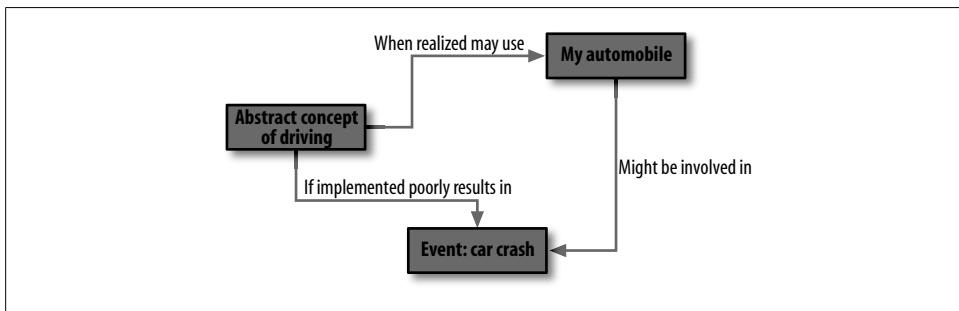 When realized may use
My automobile
Abstract concept
of driving
Might be involved in
If implemented poorly results in
Event: car crash